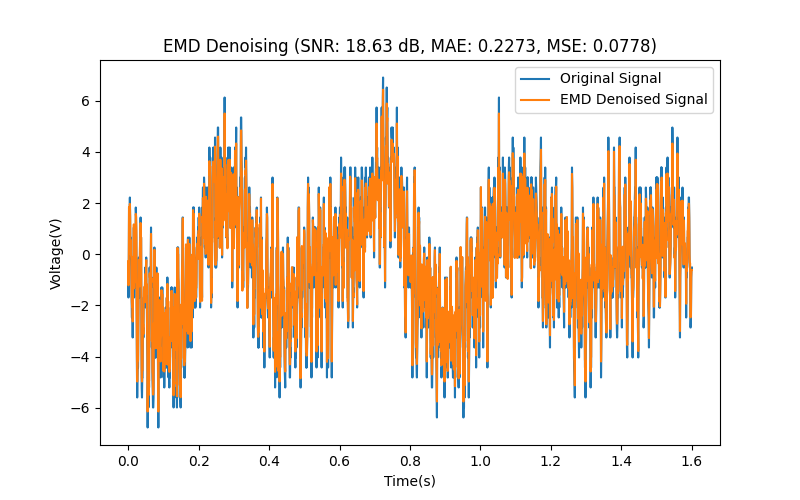 EMD Denoising (SNR: 18.63 dB, MAE: 0.2273, MSE: 0.0778)
Original Signal
EMD Denoised Signal
Voltage(V)
6
4
2
0
−2
−4
−6
0.0 0.2 0.4 0.6 0.8 1.0 1.2 1.4 1.6
Time(s)